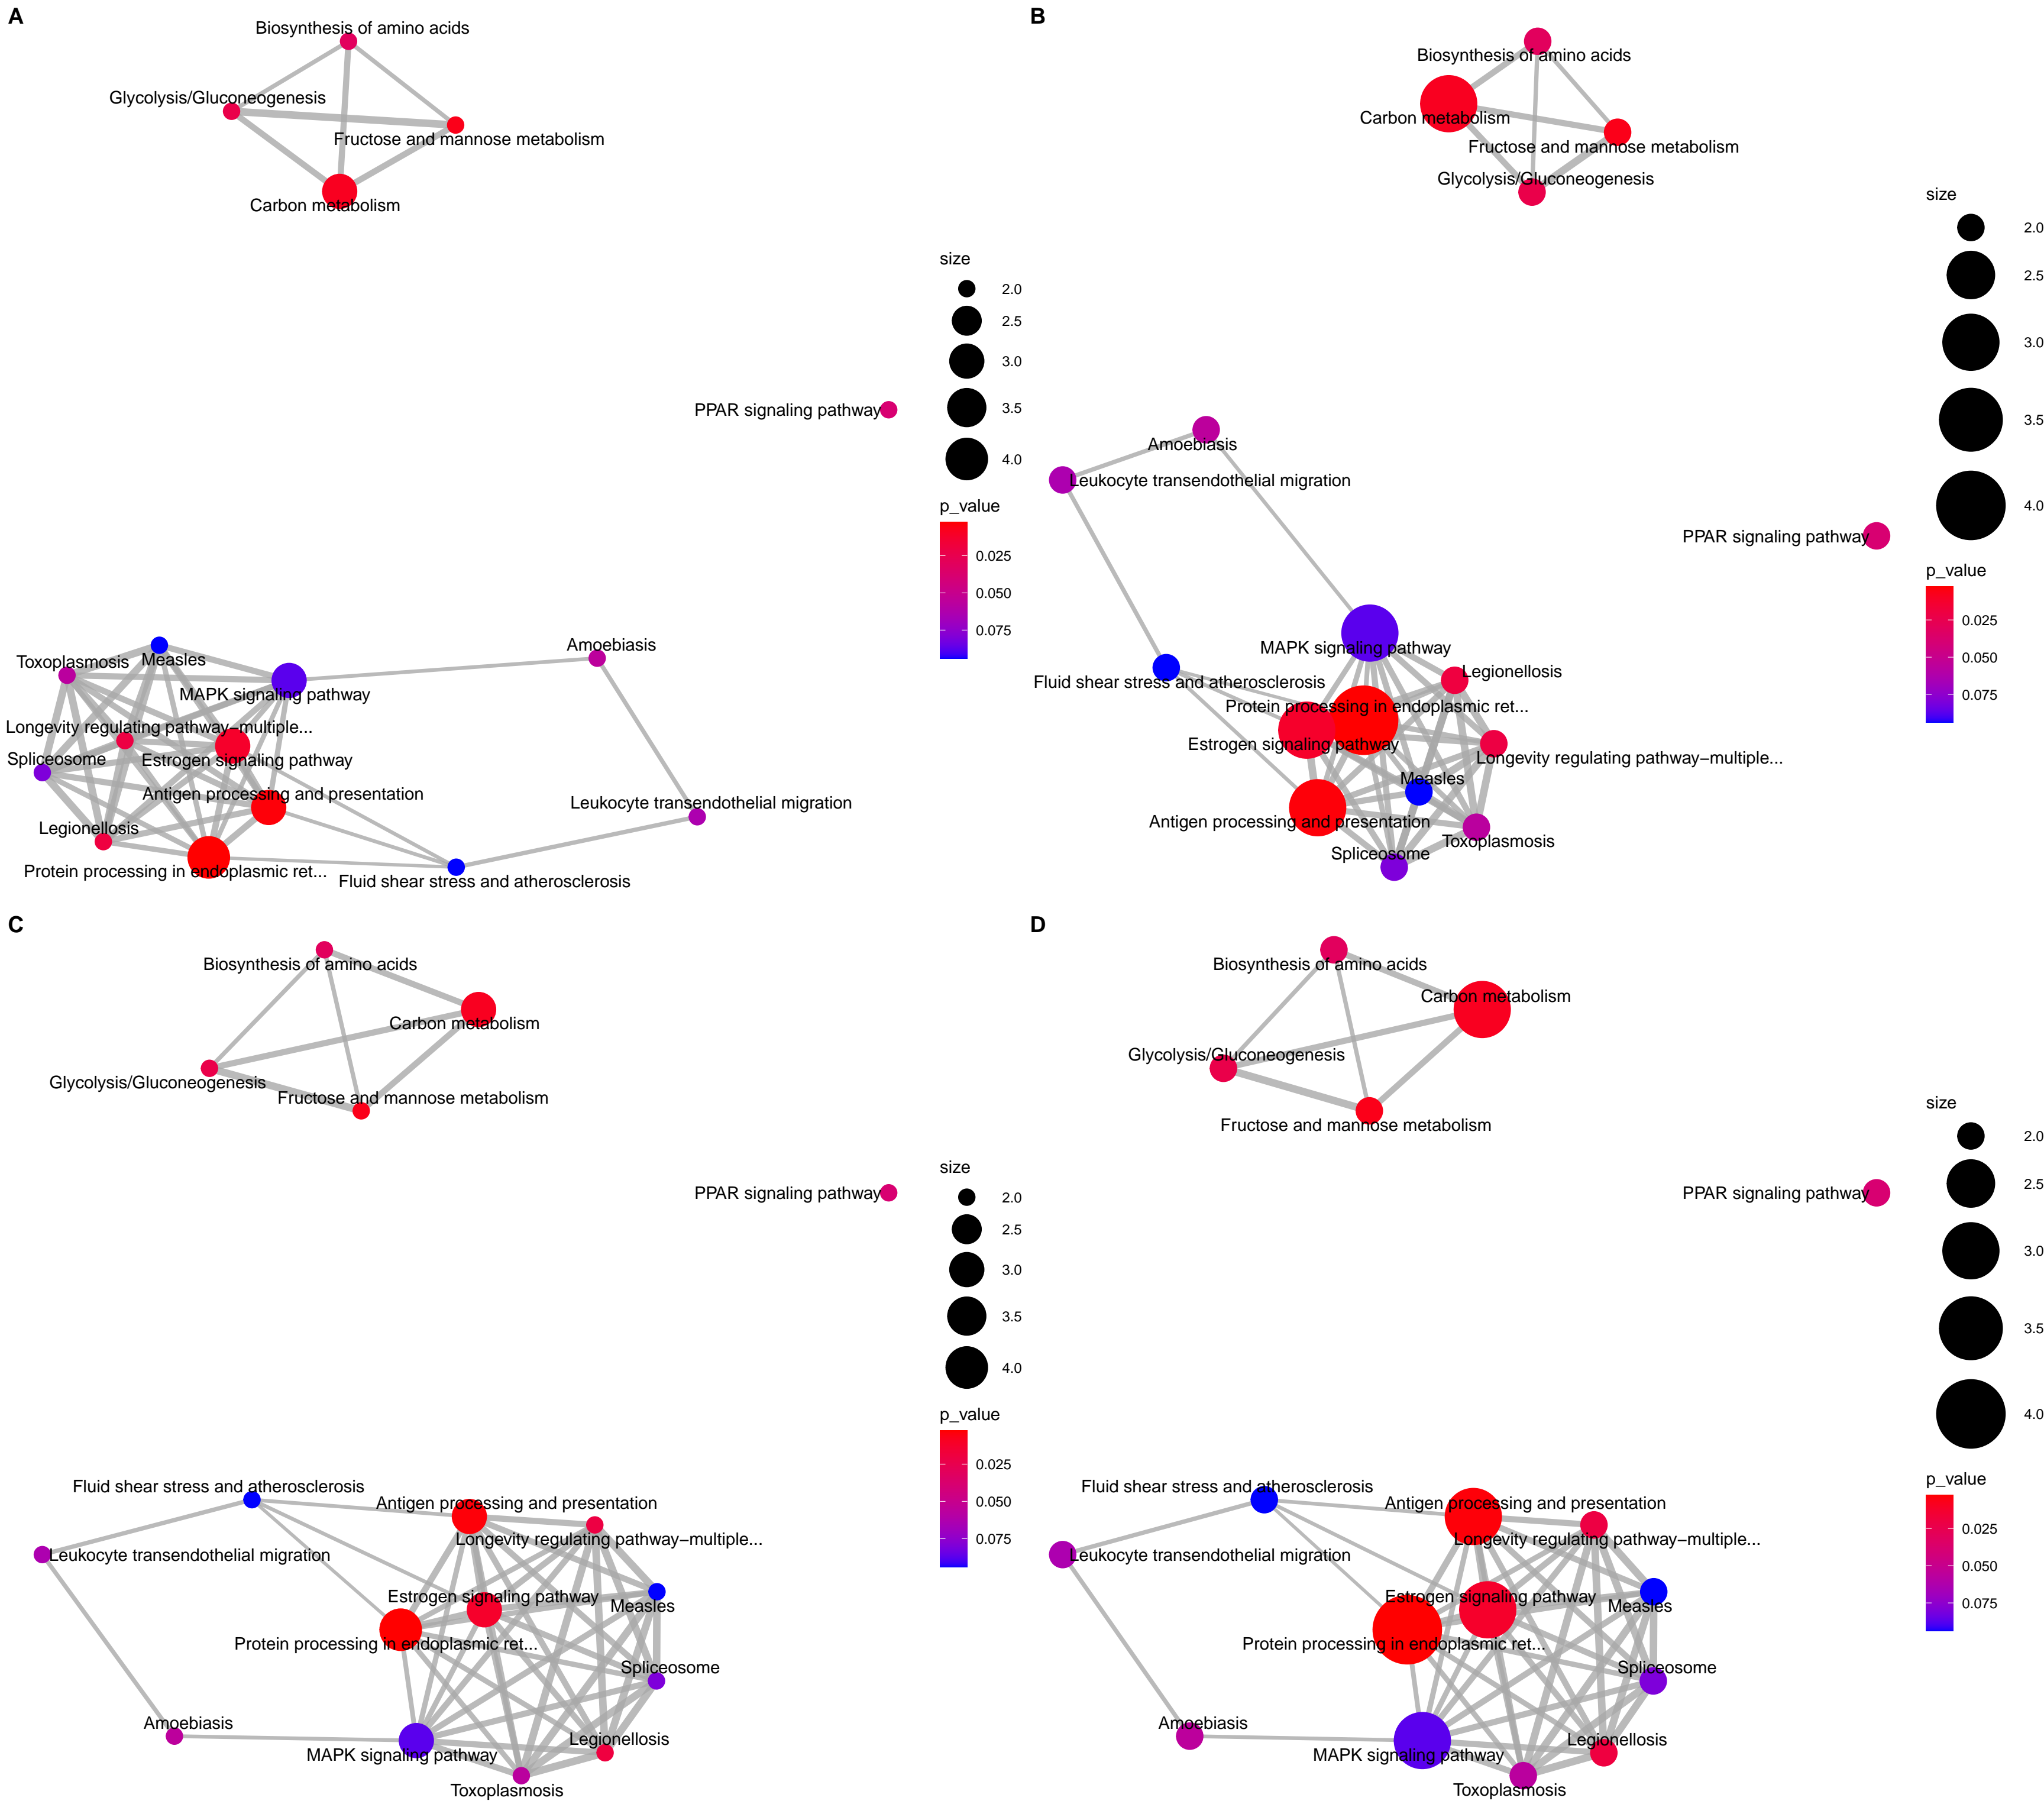 A
Biosynthesis of amino acids
Glycolysis/Gluconeogenesis
Fructose and mannose metabolism
Carbon metabolism
PPAR signaling pathway
Amoebiasis
Toxoplasmosis
Measles
MAPK signaling pathway
Longevity regulating pathway−multiple...
Spliceosome
Estrogen signaling pathway
Antigen processing and presentation
Leukocyte transendothelial migration
Legionellosis
Protein processing in endoplasmic ret...
Fluid shear stress and atherosclerosis
size
2.0
2.5
3.0
3.5
4.0
p_value
0.025
0.050
0.075
B
Biosynthesis of amino acids
Carbon metabolism
Fructose and mannose metabolism
Glycolysis/Gluconeogenesis
Amoebiasis
Leukocyte transendothelial migration
PPAR signaling pathway
MAPK signaling pathway
Legionellosis
Fluid shear stress and atherosclerosis
Protein processing in endoplasmic ret...
Estrogen signaling pathway
Longevity regulating pathway−multiple...
Measles
Antigen processing and presentation
Toxoplasmosis
Spliceosome
size
2.0
2.5
3.0
3.5
4.0
p_value
0.025
0.050
0.075
C
Biosynthesis of amino acids
Carbon metabolism
Glycolysis/Gluconeogenesis
Fructose and mannose metabolism
PPAR signaling pathway
Fluid shear stress and atherosclerosis
Antigen processing and presentation
Longevity regulating pathway−multiple...
Leukocyte transendothelial migration
Estrogen signaling pathway
Measles
Protein processing in endoplasmic ret...
Spliceosome
Amoebiasis
Legionellosis
MAPK signaling pathway
Toxoplasmosis
size
2.0
2.5
3.0
3.5
4.0
p_value
0.025
0.050
0.075
D
Biosynthesis of amino acids
Carbon metabolism
Glycolysis/Gluconeogenesis
Fructose and mannose metabolism
PPAR signaling pathway
Fluid shear stress and atherosclerosis
Antigen processing and presentation
Longevity regulating pathway−multiple...
Leukocyte transendothelial migration
Estrogen signaling pathway
Measles
Protein processing in endoplasmic ret...
Spliceosome
Amoebiasis
Legionellosis
MAPK signaling pathway
Toxoplasmosis
size
2.0
2.5
3.0
3.5
4.0
p_value
0.025
0.050
0.075